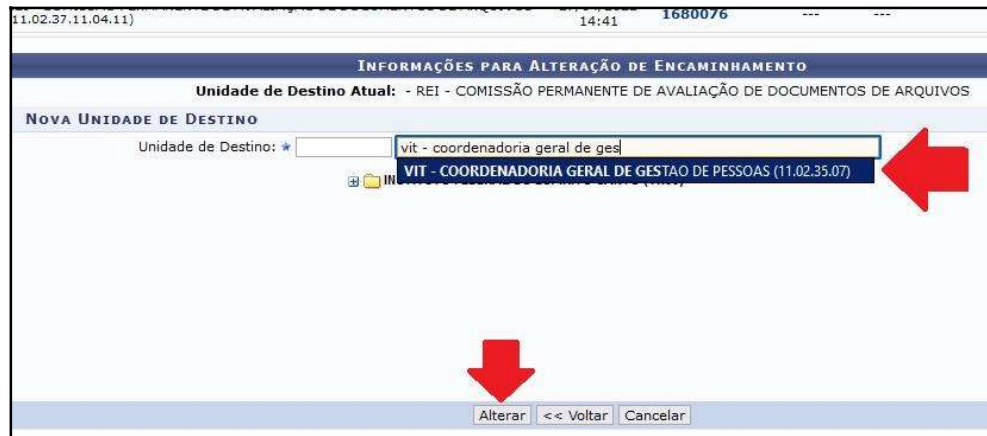 11.02.37.11.04.11)
14:41
1680076
---
---
INFORMAÇÕES PARA ALTERAÇÃO DE ENCAMINHAMENTO
Unidade de Destino Atual: - REI - COMISSÃO PERMANENTE DE AVALIAÇÃO DE DOCUMENTOS DE ARQUIVOS
NOVA UNIDADE DE DESTINO
Unidade de Destino: ★
vit - coordenadoria geral de ges
VIT - COORDENADORIA GERAL DE GESTAO DE PESSOAS (11.02.35.07)
Alterar
<< Voltar
Cancelar